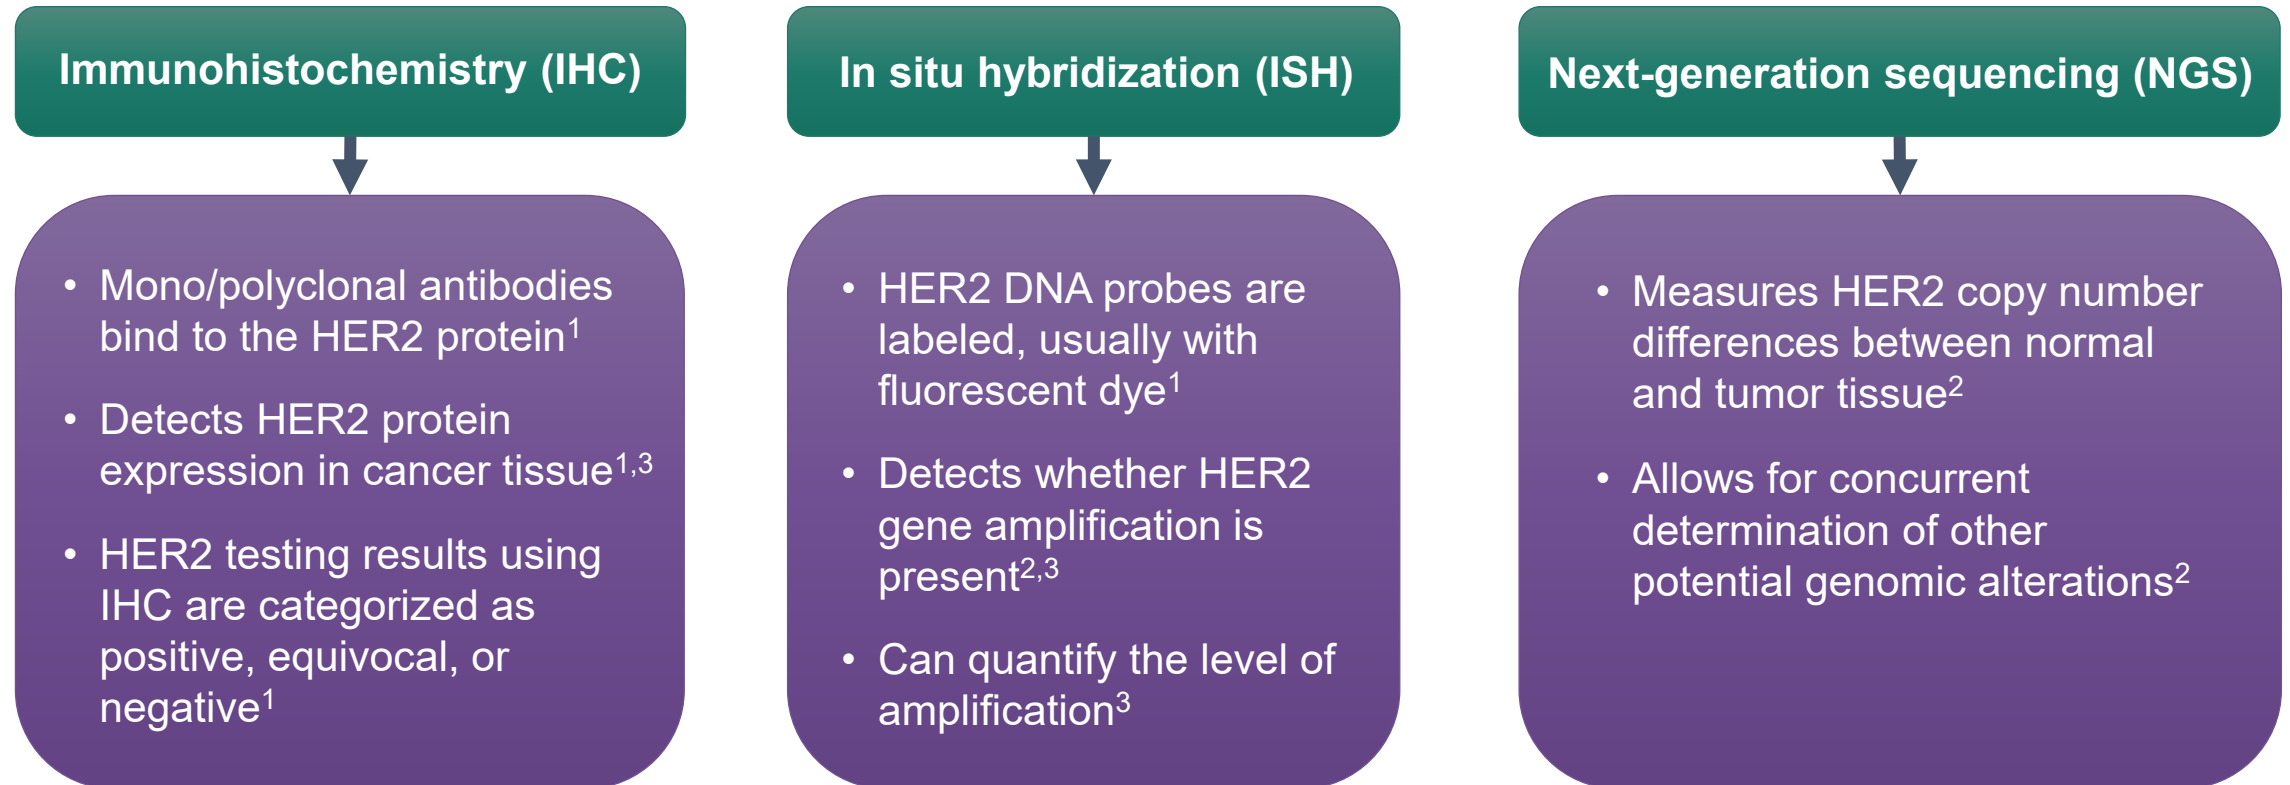 Immunohistochemistry (IHC)
Mono/polyclonal antibodies
bind to the HER2 protein¹
Detects HER2 protein
expression in cancer tissue¹,³
HER2 testing results using
IHC are categorized as
positive, equivocal, or
negative¹
In situ hybridization (ISH)
HER2 DNA probes are
labeled, usually with
fluorescent dye¹
Detects whether HER2
gene amplification is
present²,³
Can quantify the level of
amplification³
Next-generation sequencing (NGS)
Measures HER2 copy number
differences between normal
and tumor tissue²
Allows for concurrent
determination of other
potential genomic alterations²